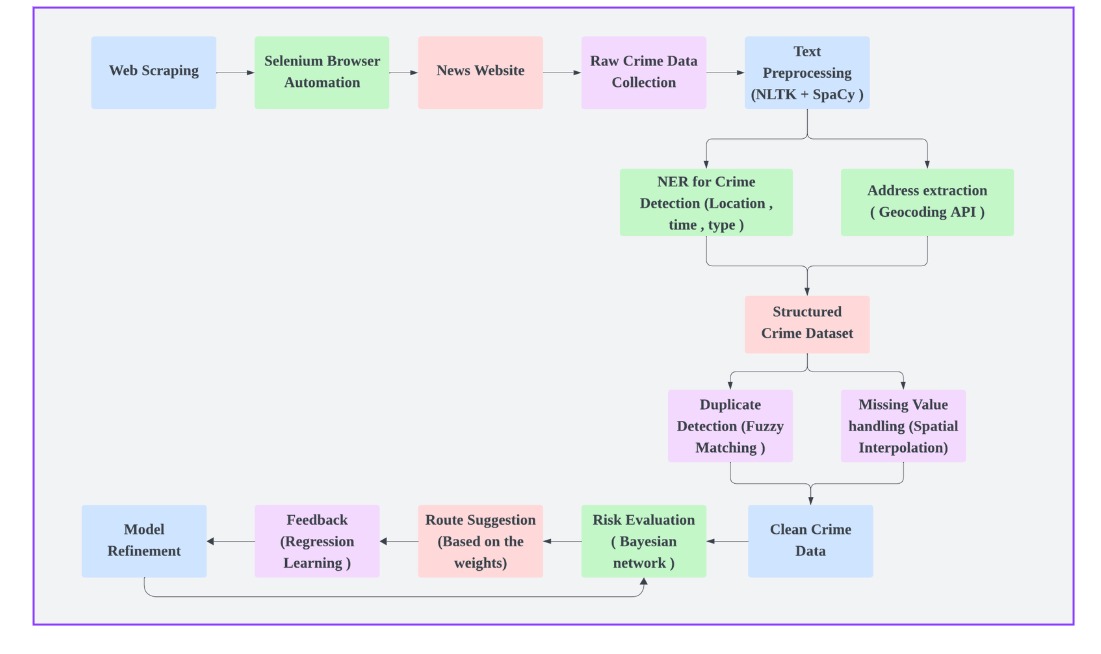 Web Scraping
Selenium Browser
Automation
News Website
Raw Crime Data
Collection
Text
Preprocessing
(NLTK + SpaCy )
NER for Crime
Detection (Location ,
time , type )
Address extraction
( Geocoding API )
Structured
Crime Dataset
Duplicate
Detection (Fuzzy
Matching )
Missing Value
handling (Spatial
Interpolation)
Model
Refinement
Feedback
(Regression
Learning )
Route Suggestion
(Based on the
weights)
Risk Evaluation
( Bayesian
network )
Clean Crime
Data